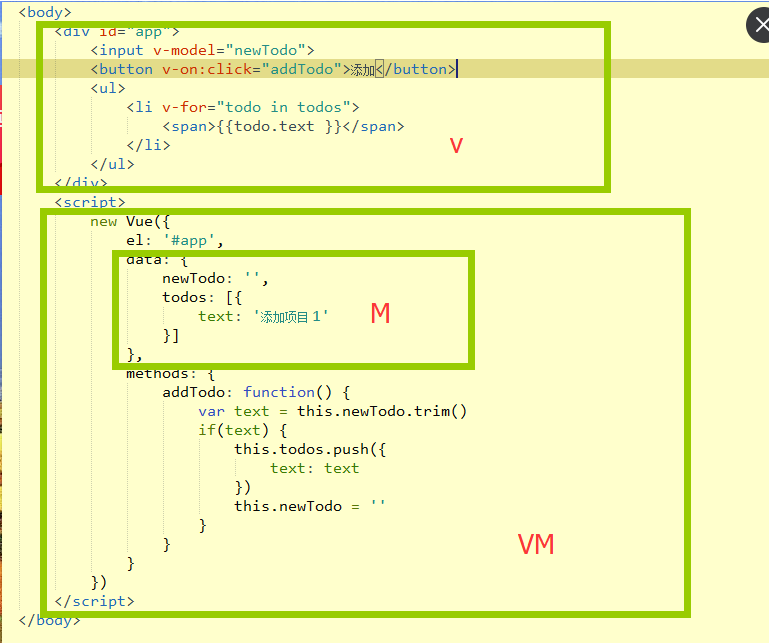 <body>
<div id="app">
<input v-model="newTodo">
<button v-on:click="addTodo">添加</button>
<ul>
<li v-for="todo in todos">
<span>{{todo.text }}</span>
</li>
V
</ul>
</div>
<script>
new Vue({
el: '#app',
data: {
newTodo: '',
todos: [{
text: '添加项目1'
M
}]
},
methods: {
addTodo: function() {
var text = this.newTodo.trim()
if(text) {
this.todos.push({
text: text
})
this.newTodo = ''
}
}
VM
}
})
</script>
</body>